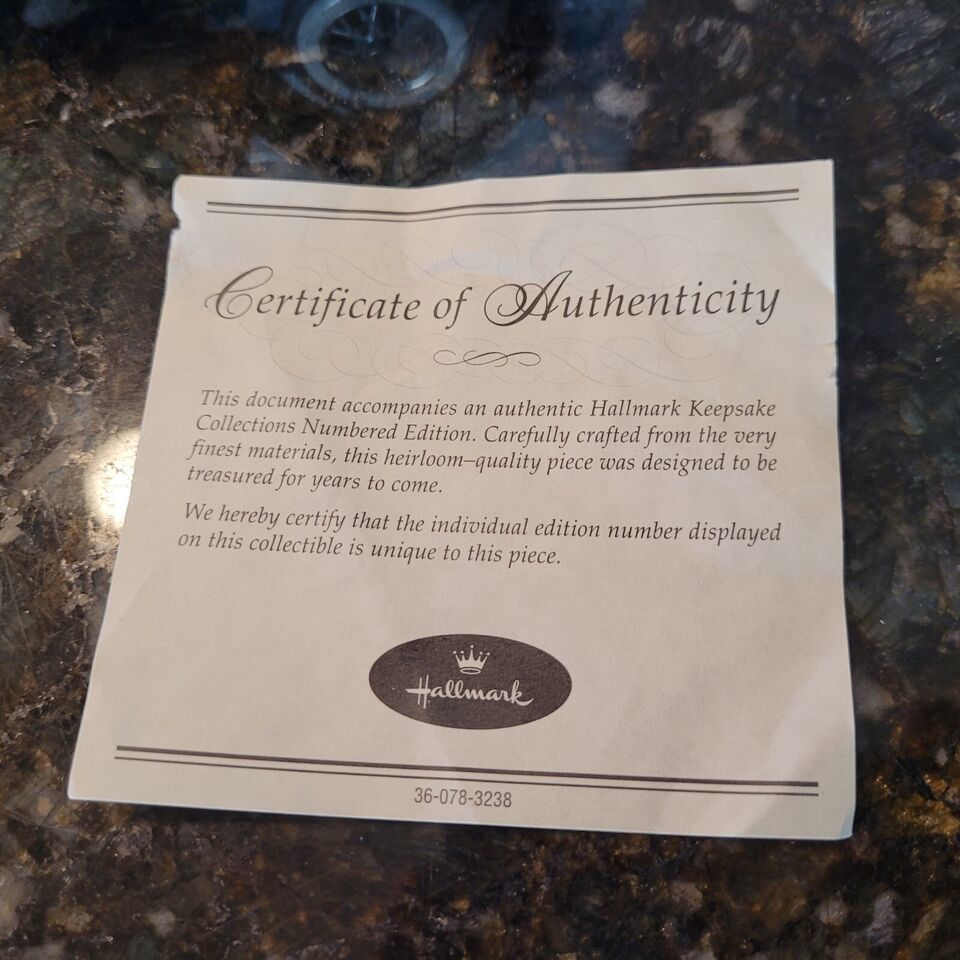 Certificate of Authenticity
This document accompanies an authentic Hallmark Keepsake
Collections Numbered Edition. Carefully crafted from the very
finest materials, this heirloom–quality piece was designed to be
treasured for years to come.
We hereby certify that the individual edition number displayed
on this collectible is unique to this piece.
Hallmark
36-078-3238